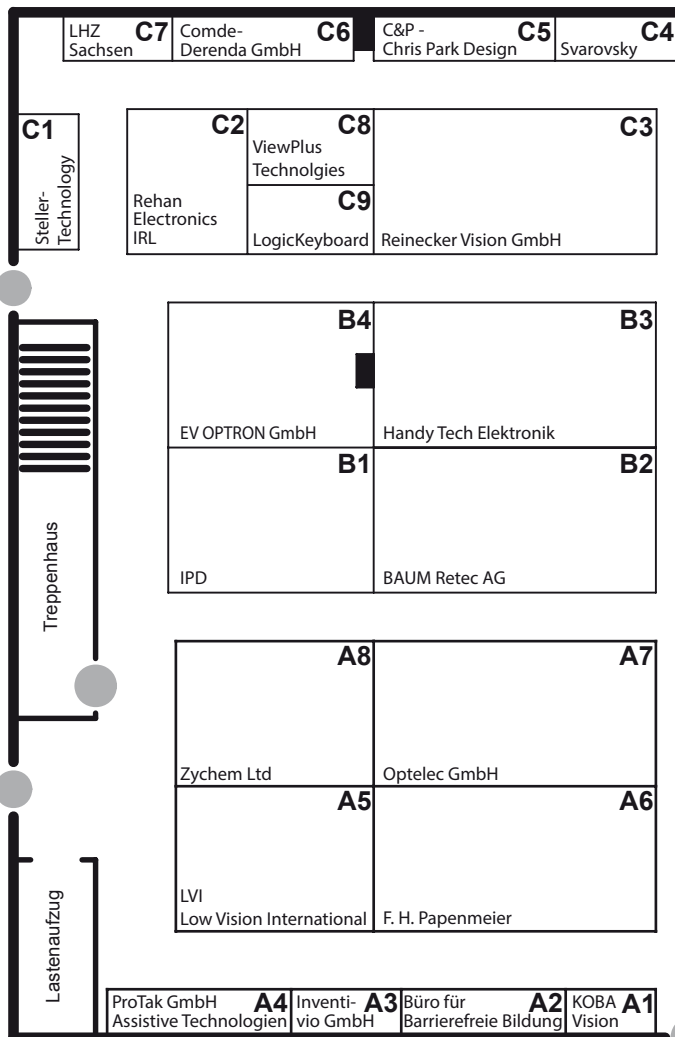 LHZ
Sachsen
C7
Comde-
Derenda GmbH
C6
C&P -
Chris Park Design
C5
Svarovsky
C4
C1
Steller-
Technology
C2
Rehan
Electronics
IRL
C8
ViewPlus
Technolgies
C9
LogicKeyboard
C3
Reinecker Vision GmbH
B4
EV OPTRON GmbH
B3
Handy Tech Elektronik
B1
IPD
B2
BAUM Retec AG
Treppenhaus
A8
Zychem Ltd
A7
Optelec GmbH
A5
LVI
Low Vision International
A6
F. H. Papenmeier
Lastenaufzug
ProTak GmbH
Assistive Technologien
A4
Inventi-
vio GmbH
A3
Büro für
Barrierefreie Bildung
A2
KOBA
Vision
A1